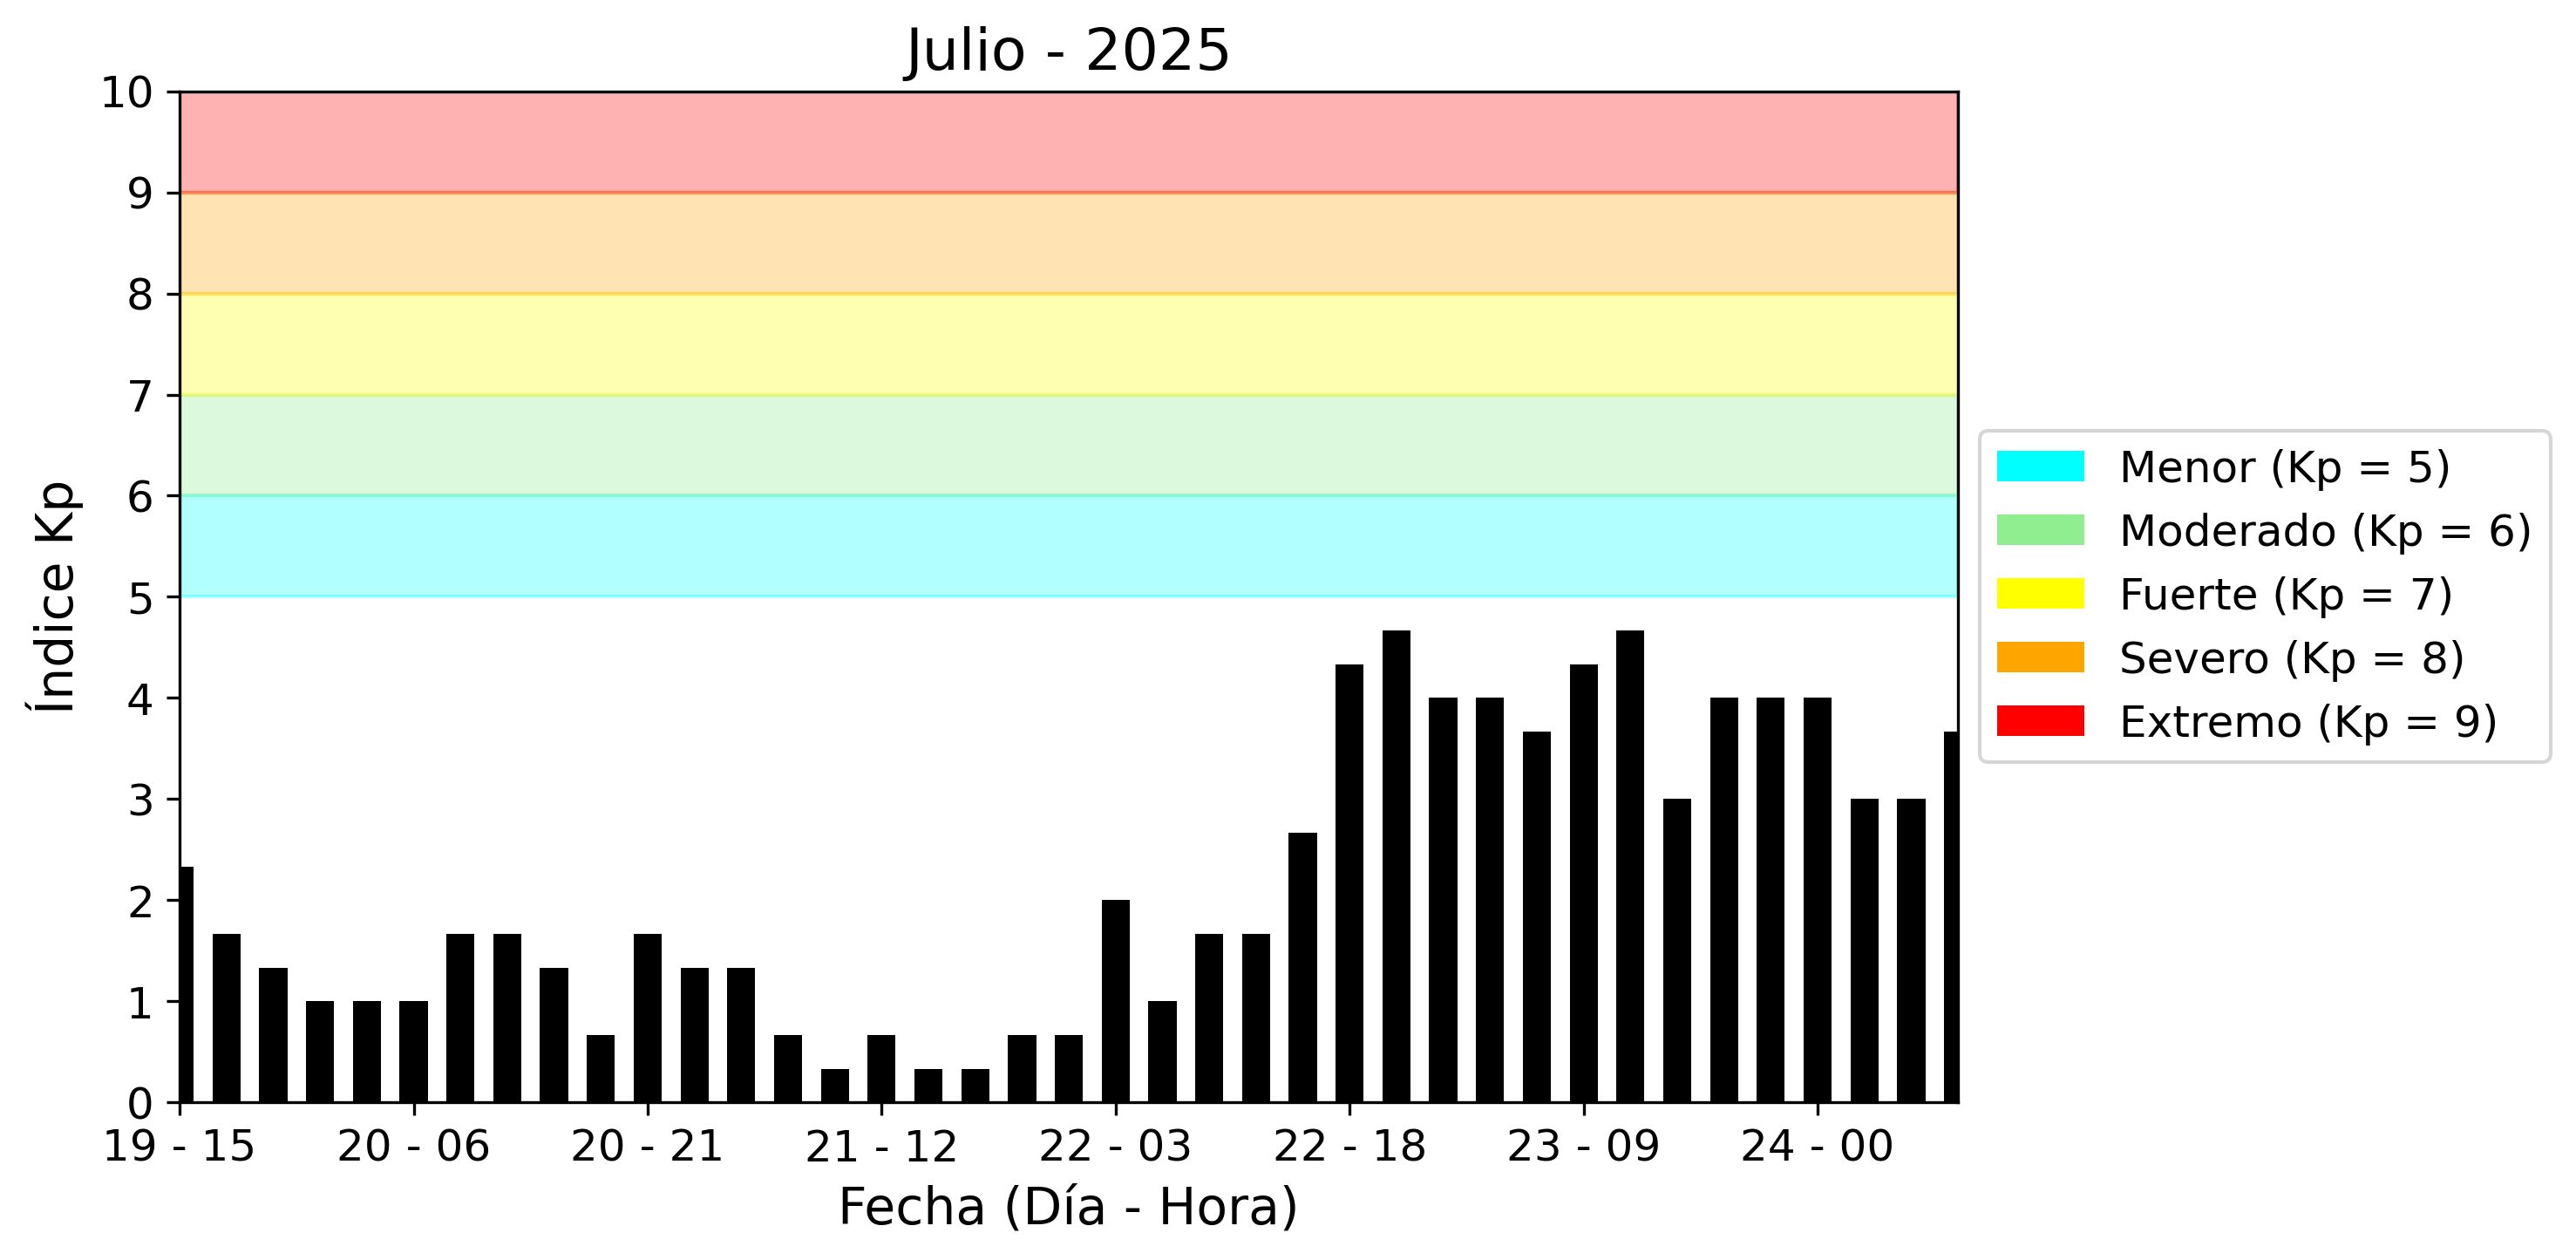 Julio - 2025
10
9
8
7
6
5
4
3
2
1
0
Índice Kp
19 - 15 20 - 06 20 - 21 21 - 12 22 - 03 22 - 18 23 - 09 24 - 00
Fecha (Día - Hora)
Menor (Kp = 5)
Moderado (Kp = 6)
Fuerte (Kp = 7)
Severo (Kp = 8)
Extremo (Kp = 9)